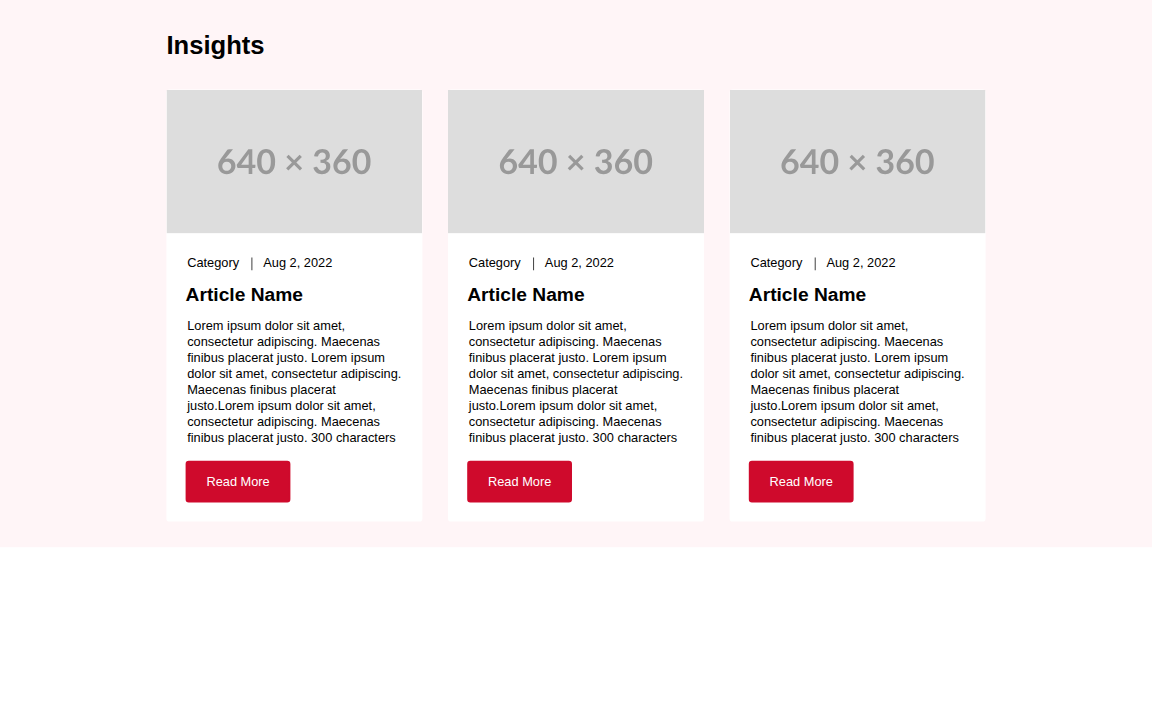 Insights
640 × 360
Category | Aug 2, 2022
Article Name
Lorem ipsum dolor sit amet,
consectetur adipiscing. Maecenas
finibus placerat justo. Lorem ipsum
dolor sit amet, consectetur adipiscing.
Maecenas finibus placerat
justo.Lorem ipsum dolor sit amet,
consectetur adipiscing. Maecenas
finibus placerat justo. 300 characters
Read More
640 × 360
Category | Aug 2, 2022
Article Name
Lorem ipsum dolor sit amet,
consectetur adipiscing. Maecenas
finibus placerat justo. Lorem ipsum
dolor sit amet, consectetur adipiscing.
Maecenas finibus placerat
justo.Lorem ipsum dolor sit amet,
consectetur adipiscing. Maecenas
finibus placerat justo. 300 characters
Read More
640 × 360
Category | Aug 2, 2022
Article Name
Lorem ipsum dolor sit amet,
consectetur adipiscing. Maecenas
finibus placerat justo. Lorem ipsum
dolor sit amet, consectetur adipiscing.
Maecenas finibus placerat
justo.Lorem ipsum dolor sit amet,
consectetur adipiscing. Maecenas
finibus placerat justo. 300 characters
Read More